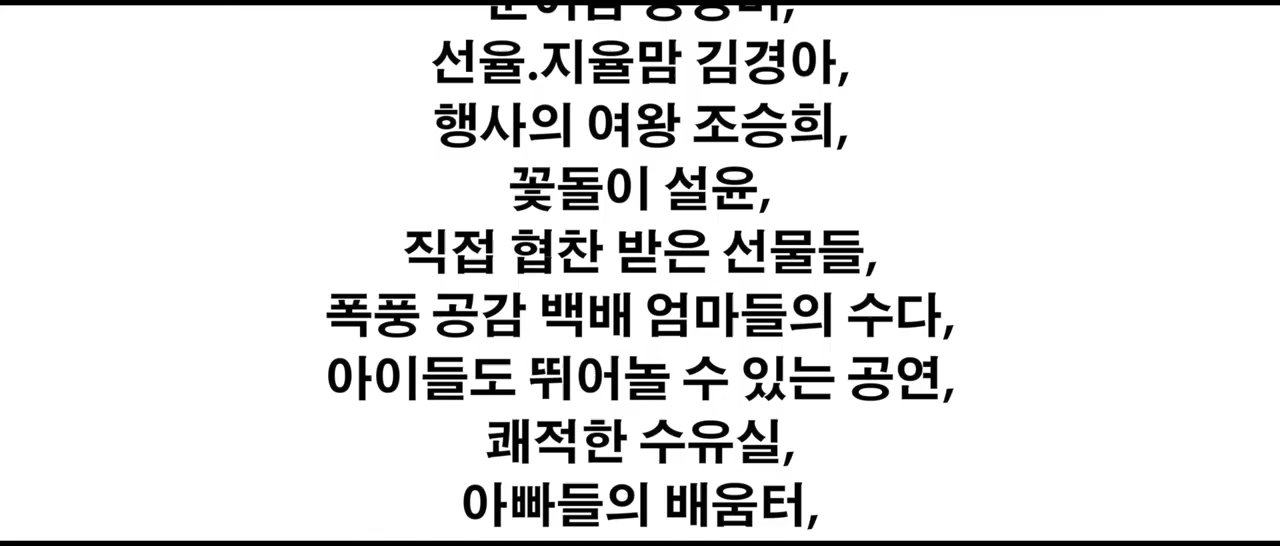 선율.지율맘 김경아,
행사의 여왕 조승희,
꽃돌이 설윤,
직접 협찬 받은 선물들,
폭풍 공감 백배 엄마들의 수다,
아이들도 뛰어놀 수 있는 공연,
쾌적한 수유실,
아빠들의 배움터,